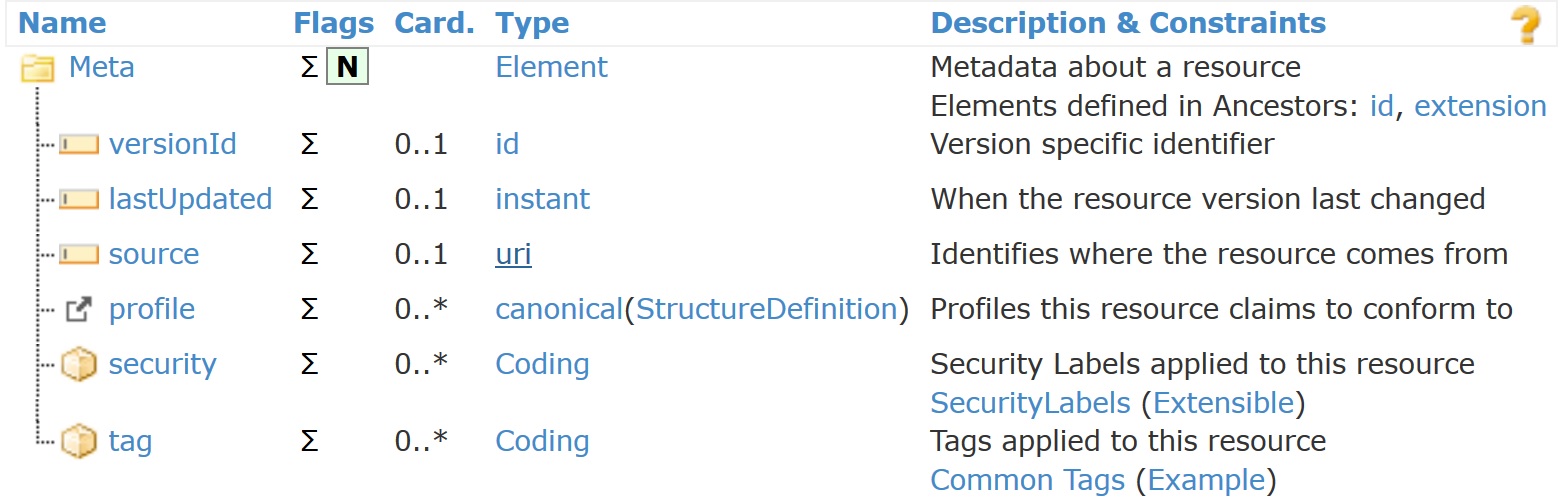 Name Flags Card. Type Description & Constraints ?
Meta Σ N Element Metadata about a resource
Elements defined in Ancestors: id, extension
versionId Σ 0..1 id Version specific identifier
lastUpdated Σ 0..1 instant When the resource version last changed
source Σ 0..1 uri Identifies where the resource comes from
profile Σ 0..* canonical(StructureDefinition) Profiles this resource claims to conform to
security Σ 0..* Coding Security Labels applied to this resource
SecurityLabels (Extensible)
tag Σ 0..* Coding Tags applied to this resource
Common Tags (Example)